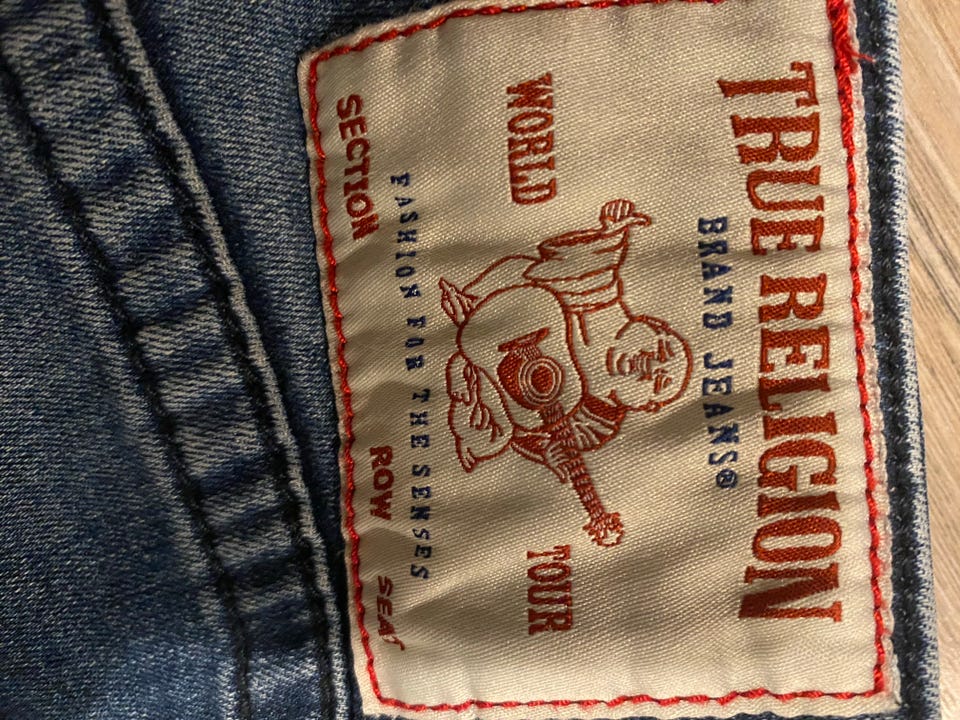 TRUE RELIGION
BRAND JEANS®
WORLD TOUR
FASHION FOR THE SENSES
SECTION ROW SEAT